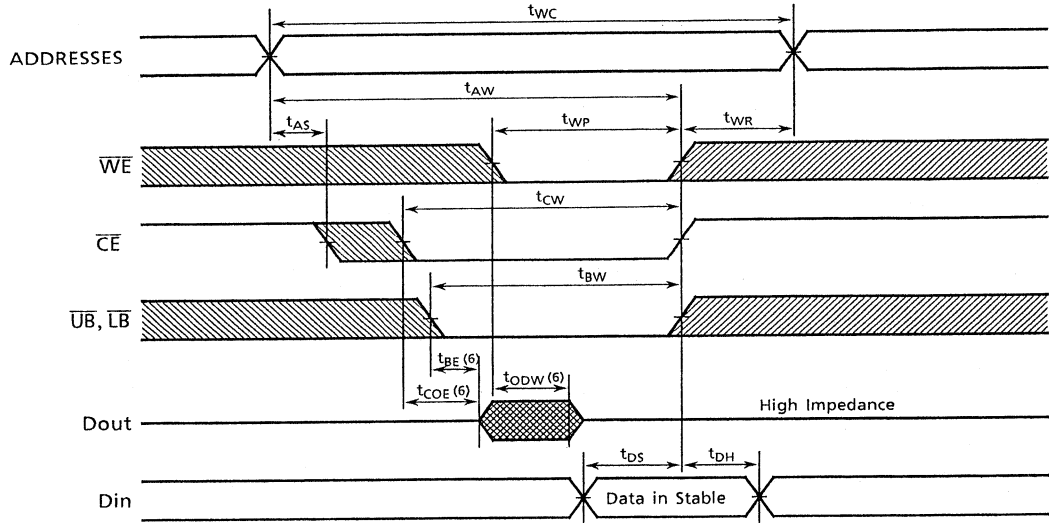 tWC
ADDRESSES
tAW
tAS
tWP
tWR
WE
tCW
CE
tBW
UB, LB
tBE (6)
tCOE (6)
tODW (6)
High Impedance
Dout
tDS
tDH
Din
Data in Stable